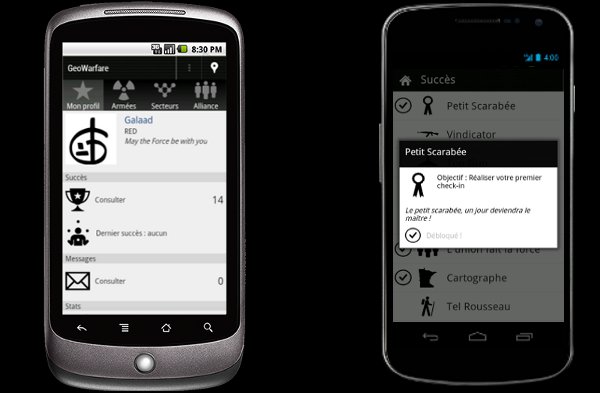 8:30 PM
GeoWarfare
Mon profil
Armées
Secteurs
Alliance
Galaad
RED
May the Force be with you
Succès
Consulter
14
Dernier succès : aucun
Messages
Consulter
0
Stats
4:00
Succès
Petit Scarabée
Vindicator
Petit Scarabée
Objectif : Réaliser votre premier
check-in
Le petit scarabée, un jour deviendra le
maître !
Débloqué !
L'union fait la force
Cartographe
Tel Rousseau